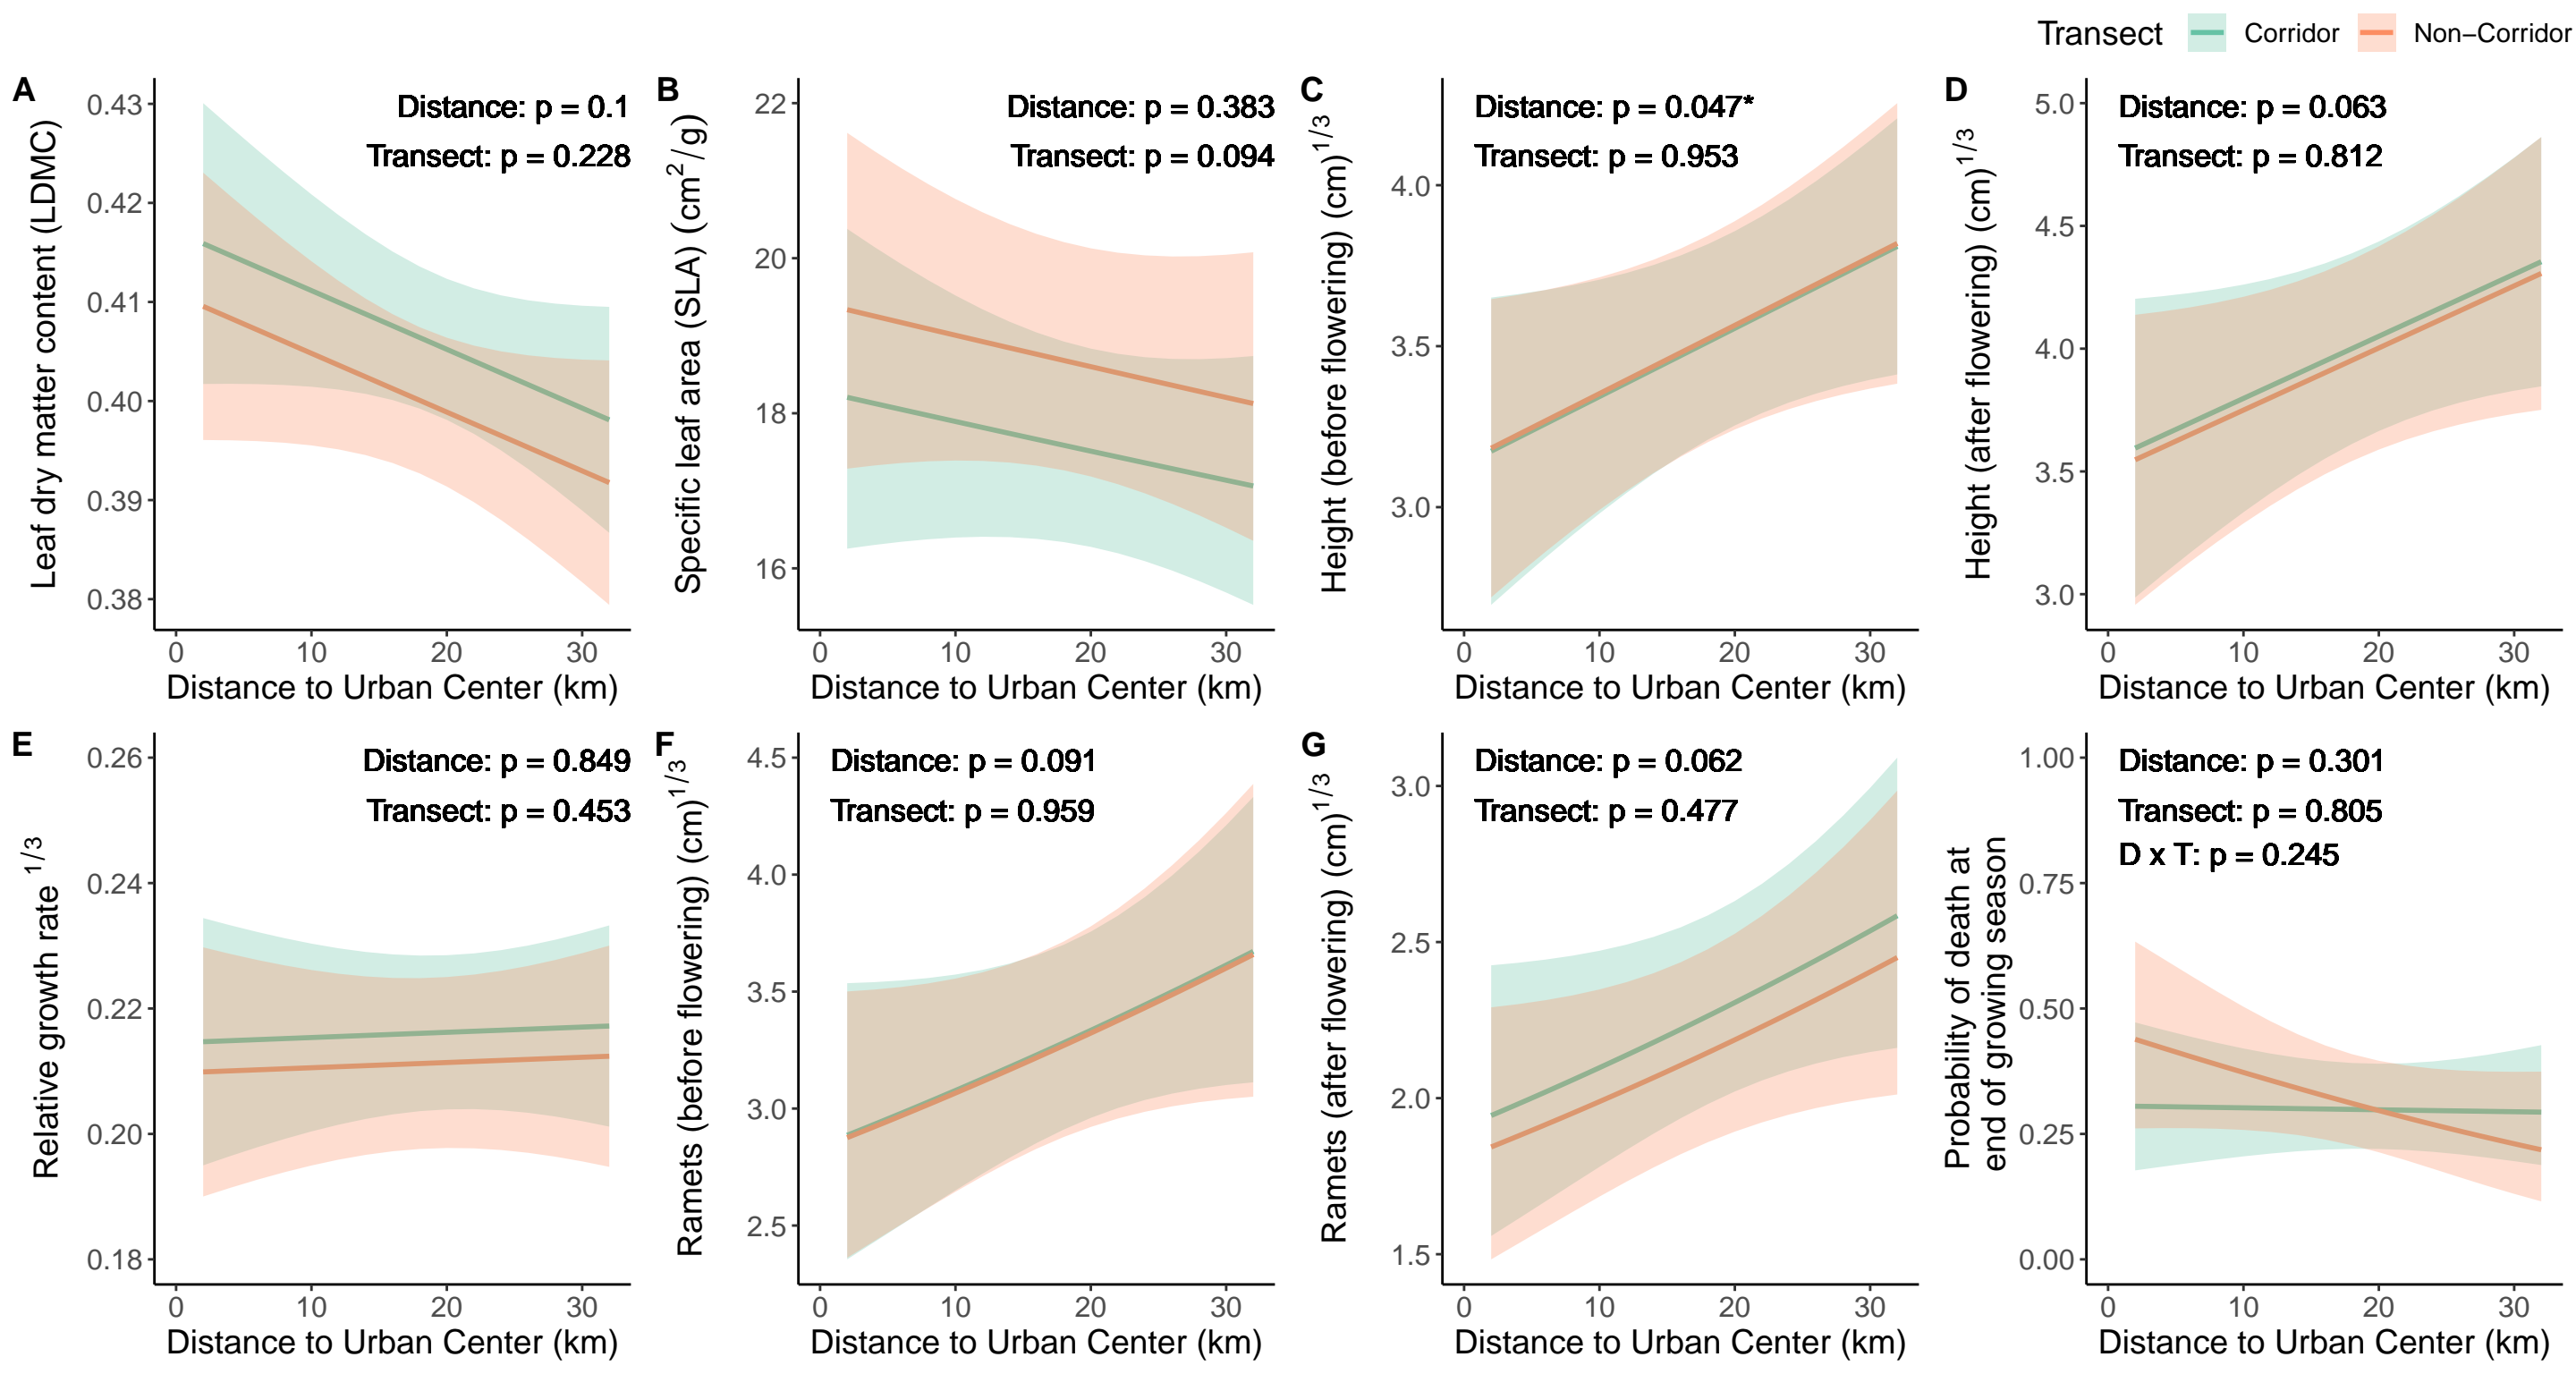 Transect Corridor Non−Corridor
A
Leaf dry matter content (LDMC)
0.43
0.42
0.41
0.40
0.39
0.38
Distance: p = 0.1
Transect: p = 0.228
0 10 20 30
Distance to Urban Center (km)
B
Specific leaf area (SLA) (cm²/g)
22
20
18
16
Distance: p = 0.383
Transect: p = 0.094
0 10 20 30
Distance to Urban Center (km)
C
Height (before flowering) (cm)^1/3
4.0
3.5
3.0
Distance: p = 0.047*
Transect: p = 0.953
0 10 20 30
Distance to Urban Center (km)
D
Height (after flowering) (cm)^1/3
5.0
4.5
4.0
3.5
3.0
Distance: p = 0.063
Transect: p = 0.812
0 10 20 30
Distance to Urban Center (km)
E
Relative growth rate ^1/3
0.26
0.24
0.22
0.20
0.18
Distance: p = 0.849
Transect: p = 0.453
0 10 20 30
Distance to Urban Center (km)
F
Ramets (before flowering) (cm)^1/3
4.5
4.0
3.5
3.0
2.5
Distance: p = 0.091
Transect: p = 0.959
0 10 20 30
Distance to Urban Center (km)
G
Ramets (after flowering) (cm)^1/3
3.0
2.5
2.0
1.5
Distance: p = 0.062
Transect: p = 0.477
0 10 20 30
Distance to Urban Center (km)
Probability of death at
end of growing season
1.00
0.75
0.50
0.25
0.00
Distance: p = 0.301
Transect: p = 0.805
D x T: p = 0.245
0 10 20 30
Distance to Urban Center (km)